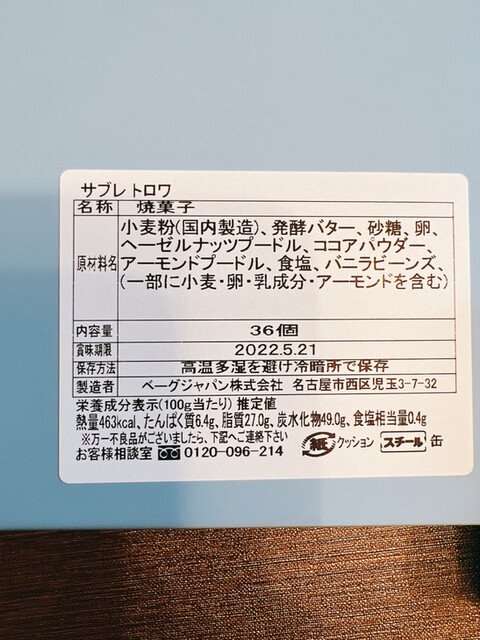 サブレ トロワ
名称 焼菓子
原材料名 小麦粉(国内製造)、発酵バター、砂糖、卵、
ヘーゼルナッツプードル、ココアパウダー、
アーモンドプードル、食塩、バニラビーンズ、
(一部に小麦・卵・乳成分・アーモンドを含む)
内容量 36個
賞味期限 2022.5.21
保存方法 高温多湿を避け冷暗所で保存
製造者 ベーグジャパン株式会社 名古屋市西区児玉3-7-32
栄養成分表示(100g当たり) 推定値
熱量463kcal、たんぱく質6.4g、脂質27.0g、炭水化物49.0g、食塩相当量0.4g
※万一不良品がございましたら、下記へご連絡下さい
お客様相談室 0120-096-214
紙 クッション スチール 缶